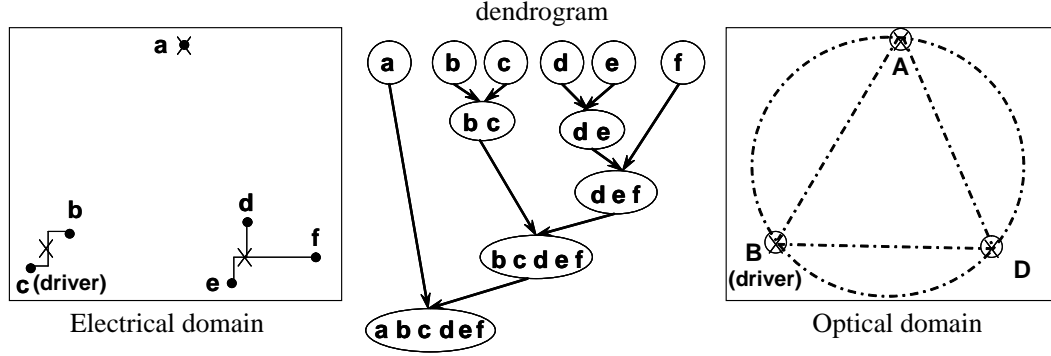 dendrogram
a
b
c (driver)
d
e
f
Electrical domain
a b c d e f
b c
d e
d e f
b c d e f
a b c d e f
A
B
(driver)
D
Optical domain